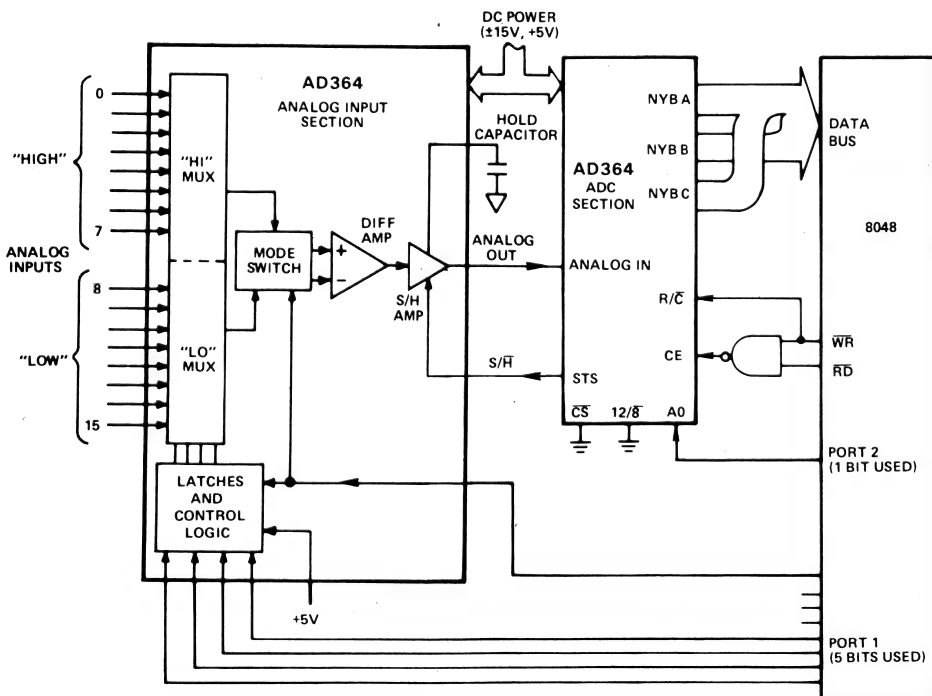 DC POWER
(±15V, +5V)
AD364
ANALOG INPUT
SECTION
0
"HIGH"
7
ANALOG
INPUTS
8
"LOW"
15
"HI"
MUX
"LO"
MUX
MODE
SWITCH
DIFF
AMP
+
−
S/H
AMP
HOLD
CAPACITOR
ANALOG
OUT
S/H̅
LATCHES
AND
CONTROL
LOGIC
+5V
AD364
ADC
SECTION
NYB A
NYB B
NYB C
ANALOG IN
R/C̅
CE
STS
C̅S̅
12/8̅
A0
DATA
BUS
8048
W̅R̅
R̅D̅
PORT 2
(1 BIT USED)
PORT 1
(5 BITS USED)